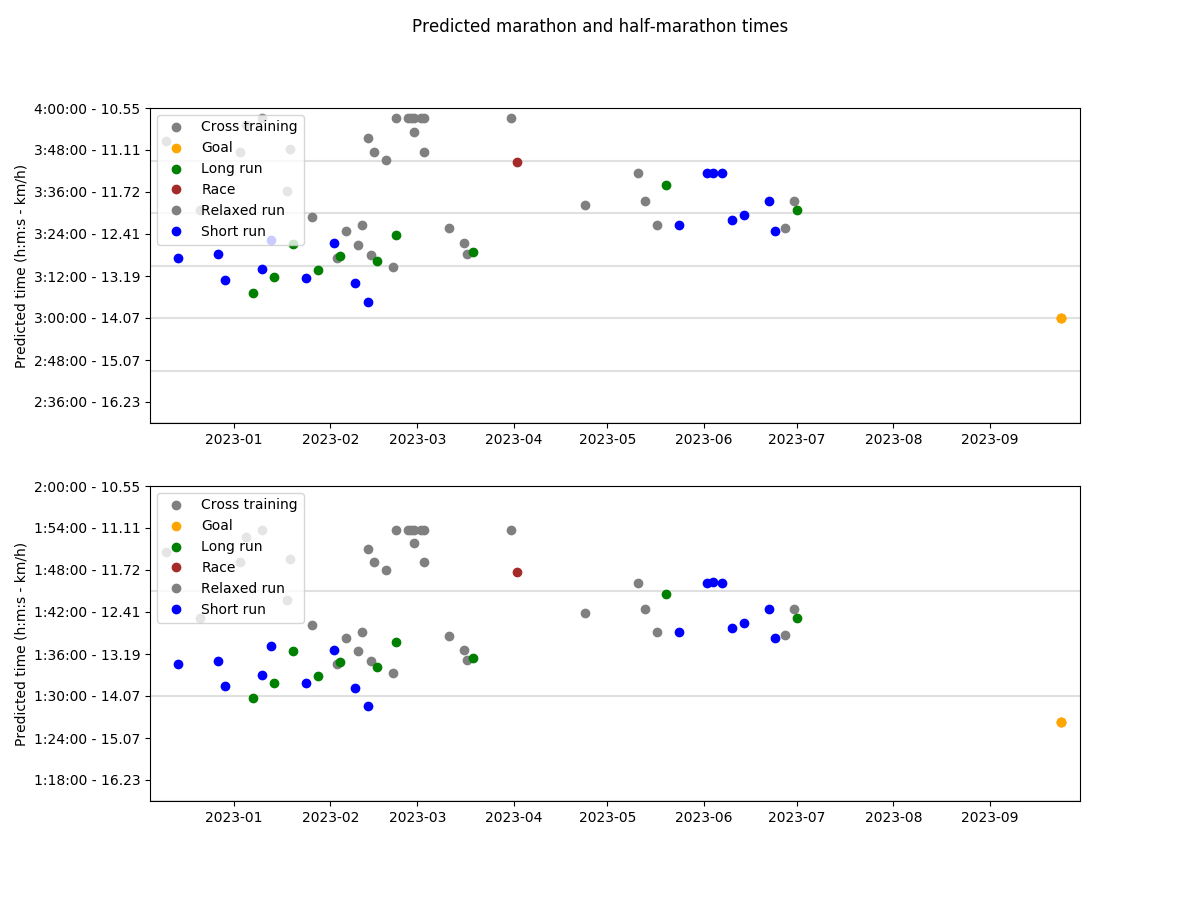 Predicted marathon and half-marathon times
Predicted time (h:m:s - km/h)
4:00:00 - 10.55
3:48:00 - 11.11
3:36:00 - 11.72
3:24:00 - 12.41
3:12:00 - 13.19
3:00:00 - 14.07
2:48:00 - 15.07
2:36:00 - 16.23
Cross training
Goal
Long run
Race
Relaxed run
Short run
2023-01 2023-02 2023-03 2023-04 2023-05 2023-06 2023-07 2023-08 2023-09
Predicted time (h:m:s - km/h)
2:00:00 - 10.55
1:54:00 - 11.11
1:48:00 - 11.72
1:42:00 - 12.41
1:36:00 - 13.19
1:30:00 - 14.07
1:24:00 - 15.07
1:18:00 - 16.23
Cross training
Goal
Long run
Race
Relaxed run
Short run
2023-01 2023-02 2023-03 2023-04 2023-05 2023-06 2023-07 2023-08 2023-09